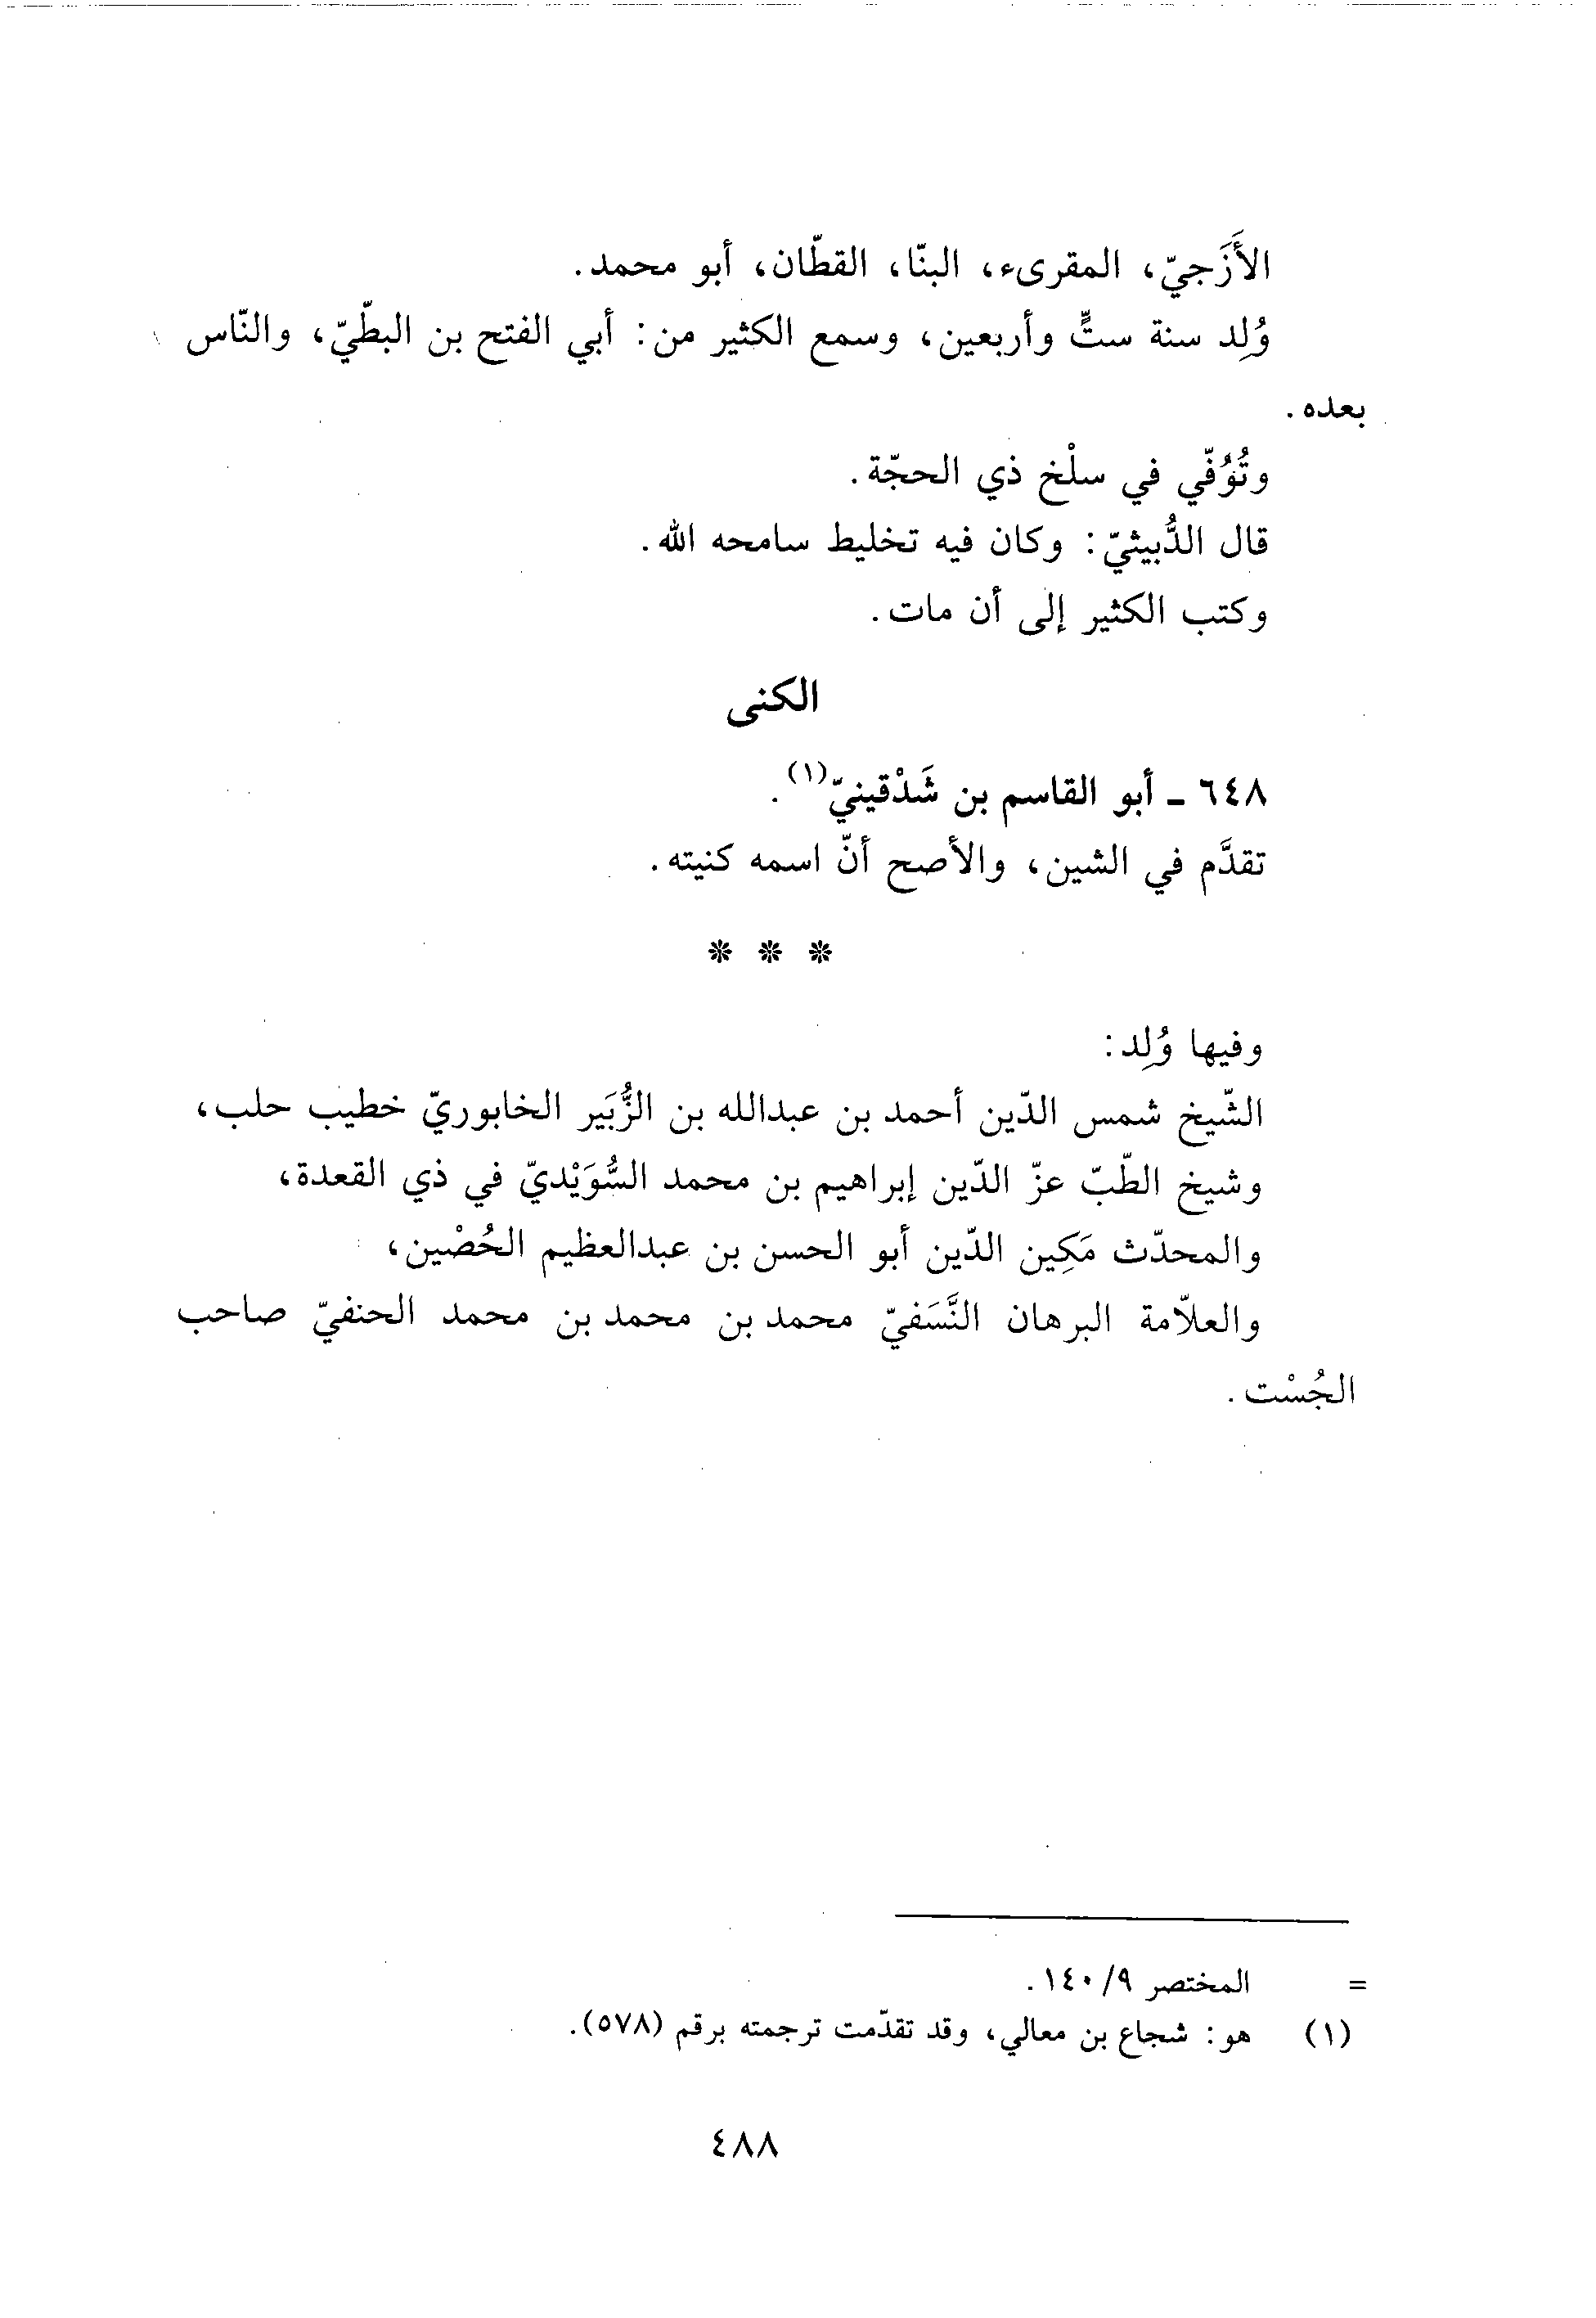 الأَزَجيّ، المقرىء، البنّا، القطّان، أبو محمد.
وُلِد سنة ستٍّ وأربعين، وسمع الكثير من: أبي الفتح بن البطّيّ، والنّاس
بعده.
وتُوُفّي في سلْخ ذي الحجّة.
قال الدُّبيثيّ: وكان فيه تخليط سامحه الله.
وكتب الكثير إلى أن مات.
الكنى
٦٤٨ ـ أبو القاسم بن شَدْقينيّ(١).
تقدَّم في الشين، والأصح أنّ اسمه كنيته.
* * *
وفيها وُلِد:
الشّيخ شمس الدّين أحمد بن عبدالله بن الزُّبَير الخابوريّ خطيب حلب،
وشيخ الطّبّ عزّ الدّين إبراهيم بن محمد السُّوَيْديّ في ذي القعدة،
والمحدّث مَكِين الدّين أبو الحسن بن عبدالعظيم الحُصْين،
والعلاّمة البرهان النَّسَفيّ محمد بن محمد بن محمد الحنفيّ صاحب
الجُسْت.
= المختصر ٩/ ١٤٠.
(١) هو: شجاع بن معالي، وقد تقدّمت ترجمته برقم (٥٧٨).
٤٨٨